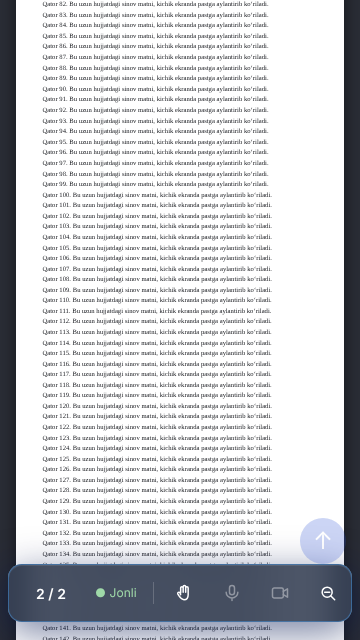 Qator 82. Bu uzun hujjatdagi sinov matni, kichik ekranda pastga aylantirib ko‘riladi.
Qator 83. Bu uzun hujjatdagi sinov matni, kichik ekranda pastga aylantirib ko‘riladi.
Qator 84. Bu uzun hujjatdagi sinov matni, kichik ekranda pastga aylantirib ko‘riladi.
Qator 85. Bu uzun hujjatdagi sinov matni, kichik ekranda pastga aylantirib ko‘riladi.
Qator 86. Bu uzun hujjatdagi sinov matni, kichik ekranda pastga aylantirib ko‘riladi.
Qator 87. Bu uzun hujjatdagi sinov matni, kichik ekranda pastga aylantirib ko‘riladi.
Qator 88. Bu uzun hujjatdagi sinov matni, kichik ekranda pastga aylantirib ko‘riladi.
Qator 89. Bu uzun hujjatdagi sinov matni, kichik ekranda pastga aylantirib ko‘riladi.
Qator 90. Bu uzun hujjatdagi sinov matni, kichik ekranda pastga aylantirib ko‘riladi.
Qator 91. Bu uzun hujjatdagi sinov matni, kichik ekranda pastga aylantirib ko‘riladi.
Qator 92. Bu uzun hujjatdagi sinov matni, kichik ekranda pastga aylantirib ko‘riladi.
Qator 93. Bu uzun hujjatdagi sinov matni, kichik ekranda pastga aylantirib ko‘riladi.
Qator 94. Bu uzun hujjatdagi sinov matni, kichik ekranda pastga aylantirib ko‘riladi.
Qator 95. Bu uzun hujjatdagi sinov matni, kichik ekranda pastga aylantirib ko‘riladi.
Qator 96. Bu uzun hujjatdagi sinov matni, kichik ekranda pastga aylantirib ko‘riladi.
Qator 97. Bu uzun hujjatdagi sinov matni, kichik ekranda pastga aylantirib ko‘riladi.
Qator 98. Bu uzun hujjatdagi sinov matni, kichik ekranda pastga aylantirib ko‘riladi.
Qator 99. Bu uzun hujjatdagi sinov matni, kichik ekranda pastga aylantirib ko‘riladi.
Qator 100. Bu uzun hujjatdagi sinov matni, kichik ekranda pastga aylantirib ko‘riladi.
Qator 101. Bu uzun hujjatdagi sinov matni, kichik ekranda pastga aylantirib ko‘riladi.
Qator 102. Bu uzun hujjatdagi sinov matni, kichik ekranda pastga aylantirib ko‘riladi.
Qator 103. Bu uzun hujjatdagi sinov matni, kichik ekranda pastga aylantirib ko‘riladi.
Qator 104. Bu uzun hujjatdagi sinov matni, kichik ekranda pastga aylantirib ko‘riladi.
Qator 105. Bu uzun hujjatdagi sinov matni, kichik ekranda pastga aylantirib ko‘riladi.
Qator 106. Bu uzun hujjatdagi sinov matni, kichik ekranda pastga aylantirib ko‘riladi.
Qator 107. Bu uzun hujjatdagi sinov matni, kichik ekranda pastga aylantirib ko‘riladi.
Qator 108. Bu uzun hujjatdagi sinov matni, kichik ekranda pastga aylantirib ko‘riladi.
Qator 109. Bu uzun hujjatdagi sinov matni, kichik ekranda pastga aylantirib ko‘riladi.
Qator 110. Bu uzun hujjatdagi sinov matni, kichik ekranda pastga aylantirib ko‘riladi.
Qator 111. Bu uzun hujjatdagi sinov matni, kichik ekranda pastga aylantirib ko‘riladi.
Qator 112. Bu uzun hujjatdagi sinov matni, kichik ekranda pastga aylantirib ko‘riladi.
Qator 113. Bu uzun hujjatdagi sinov matni, kichik ekranda pastga aylantirib ko‘riladi.
Qator 114. Bu uzun hujjatdagi sinov matni, kichik ekranda pastga aylantirib ko‘riladi.
Qator 115. Bu uzun hujjatdagi sinov matni, kichik ekranda pastga aylantirib ko‘riladi.
Qator 116. Bu uzun hujjatdagi sinov matni, kichik ekranda pastga aylantirib ko‘riladi.
Qator 117. Bu uzun hujjatdagi sinov matni, kichik ekranda pastga aylantirib ko‘riladi.
Qator 118. Bu uzun hujjatdagi sinov matni, kichik ekranda pastga aylantirib ko‘riladi.
Qator 119. Bu uzun hujjatdagi sinov matni, kichik ekranda pastga aylantirib ko‘riladi.
Qator 120. Bu uzun hujjatdagi sinov matni, kichik ekranda pastga aylantirib ko‘riladi.
Qator 121. Bu uzun hujjatdagi sinov matni, kichik ekranda pastga aylantirib ko‘riladi.
Qator 122. Bu uzun hujjatdagi sinov matni, kichik ekranda pastga aylantirib ko‘riladi.
Qator 123. Bu uzun hujjatdagi sinov matni, kichik ekranda pastga aylantirib ko‘riladi.
Qator 124. Bu uzun hujjatdagi sinov matni, kichik ekranda pastga aylantirib ko‘riladi.
Qator 125. Bu uzun hujjatdagi sinov matni, kichik ekranda pastga aylantirib ko‘riladi.
Qator 126. Bu uzun hujjatdagi sinov matni, kichik ekranda pastga aylantirib ko‘riladi.
Qator 127. Bu uzun hujjatdagi sinov matni, kichik ekranda pastga aylantirib ko‘riladi.
Qator 128. Bu uzun hujjatdagi sinov matni, kichik ekranda pastga aylantirib ko‘riladi.
Qator 129. Bu uzun hujjatdagi sinov matni, kichik ekranda pastga aylantirib ko‘riladi.
Qator 130. Bu uzun hujjatdagi sinov matni, kichik ekranda pastga aylantirib ko‘riladi.
Qator 131. Bu uzun hujjatdagi sinov matni, kichik ekranda pastga aylantirib ko‘riladi.
Qator 132. Bu uzun hujjatdagi sinov matni, kichik ekranda pastga aylantirib ko‘riladi.
Qator 133. Bu uzun hujjatdagi sinov matni, kichik ekranda pastga aylantirib ko‘riladi.
Qator 134. Bu uzun hujjatdagi sinov matni, kichik ekranda pastga aylantirib ko‘riladi.
2 / 2 Jonli
Qator 141. Bu uzun hujjatdagi sinov matni, kichik ekranda pastga aylantirib ko‘riladi.